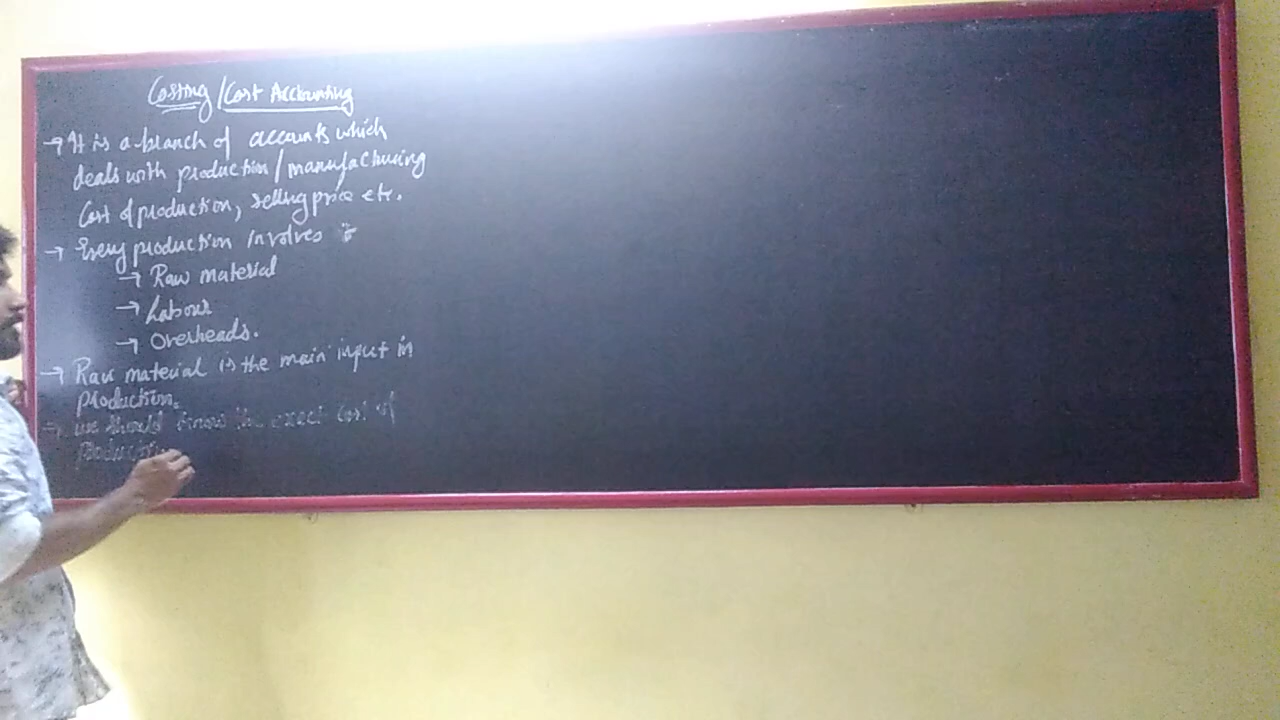 Costing / Cost Accounting
→ It is a branch of accounts which
deals with production / manufacturing
Cost of production, selling price etc.
→ Every production involves :-
→ Raw material
→ Labour
→ Overheads.
→ Raw material is the main input in
production.
→ we should know the exact cost of
production